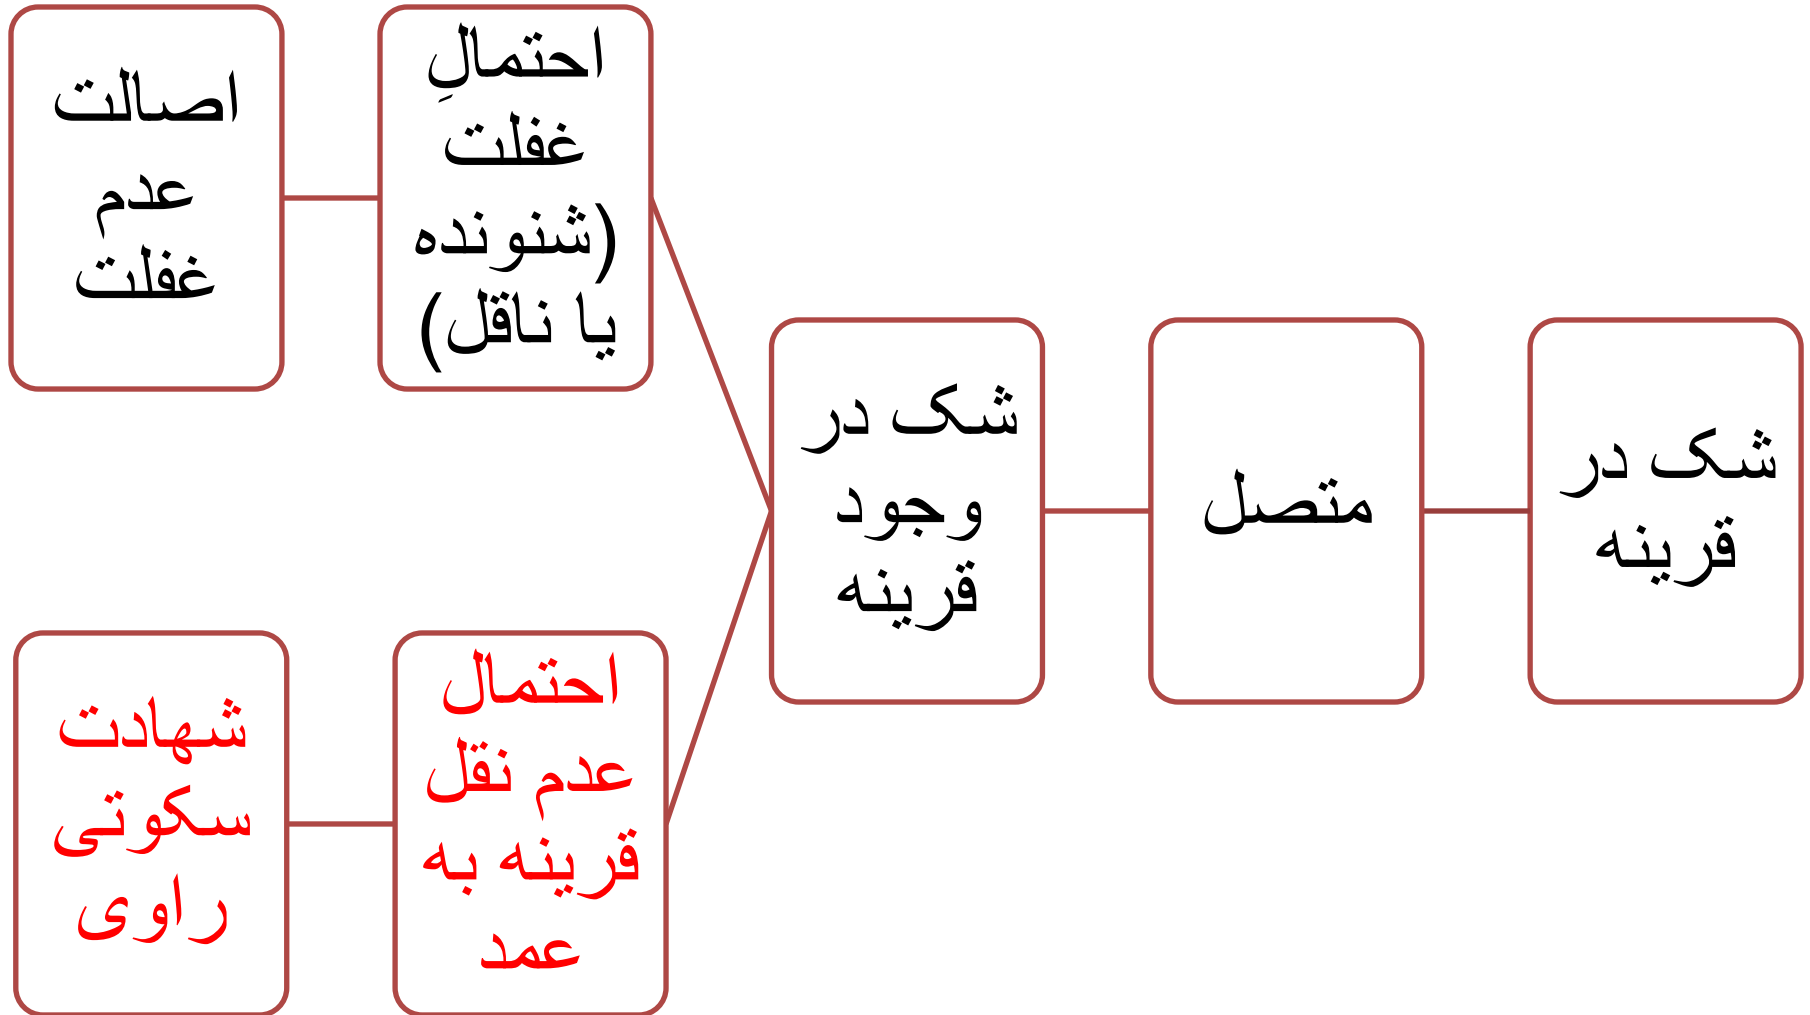 شک در
قرینه
متصل
شک در
وجود
قرینه
احتمالِ
غفلت
(شنونده
یا ناقل)
اصالت
عدم
غفلت
احتمال
عدم نقل
قرینه به
عمد
شهادت
سکوتی
راوی